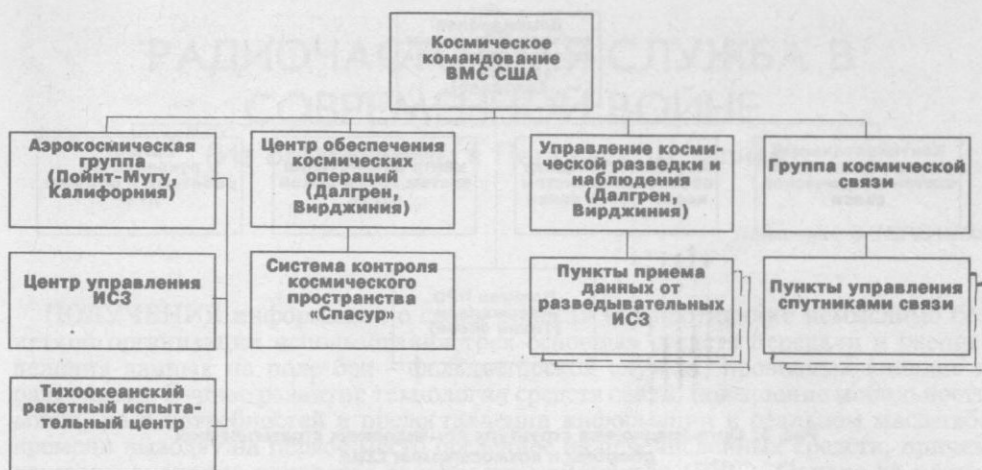 Космическое
командование
ВМС США
Аэрокосмическая
группа
(Пойнт-Мугу,
Калифорния)
Центр обеспечения
космических
операций
(Далгрен,
Вирджиния)
Управление косми-
ческой разведки и
наблюдения
(Далгрен,
Вирджиния)
Группа космической
связи
Центр управления
ИСЗ
Система контроля
космического
пространства
«Спасур»
Пункты приема
данных от
разведывательных
ИСЗ
Пункты управления
спутниками связи
Тихоокеанский
ракетный испыта-
тельный центр